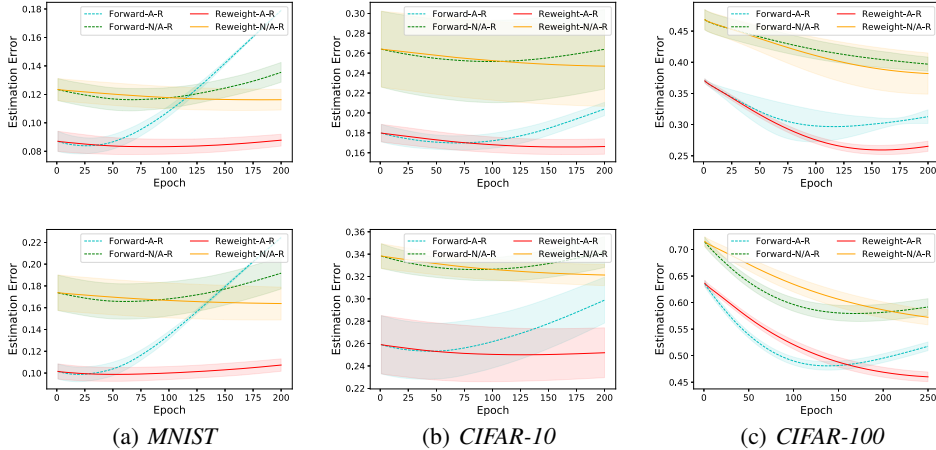 Forward-A-R Reweight-A-R
Forward-N/A-R Reweight-N/A-R
Estimation Error
0.18
0.16
0.14
0.12
0.10
0.08
0 25 50 75 100 125 150 175 200
Epoch
Forward-A-R Reweight-A-R
Forward-N/A-R Reweight-N/A-R
Estimation Error
0.30
0.28
0.26
0.24
0.22
0.20
0.18
0.16
0 25 50 75 100 125 150 175 200
Epoch
Forward-A-R Reweight-A-R
Forward-N/A-R Reweight-N/A-R
Estimation Error
0.45
0.40
0.35
0.30
0.25
0 25 50 75 100 125 150 175 200 225 250
Epoch
Forward-A-R Reweight-A-R
Forward-N/A-R Reweight-N/A-R
Estimation Error
0.22
0.20
0.18
0.16
0.14
0.12
0.10
0 25 50 75 100 125 150 175 200
Epoch
Forward-A-R Reweight-A-R
Forward-N/A-R Reweight-N/A-R
Estimation Error
0.36
0.34
0.32
0.30
0.28
0.26
0.24
0.22
0 25 50 75 100 125 150 175 200
Epoch
Forward-A-R Reweight-A-R
Forward-N/A-R Reweight-N/A-R
Estimation Error
0.70
0.65
0.60
0.55
0.50
0.45
0 50 100 150 200 250
Epoch
(a) MNIST
(b) CIFAR-10
(c) CIFAR-100